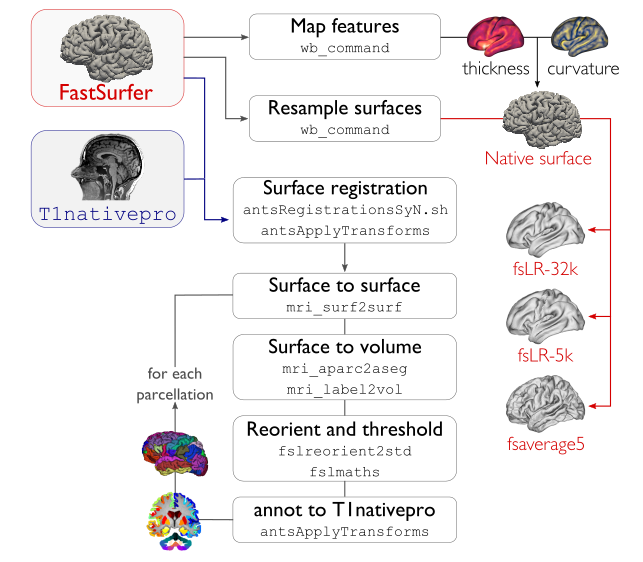 Map features
wb_command
thickness
curvature
FastSurfer
Resample surfaces
wb_command
Native surface
T1nativepro
Surface registration
antsRegistrationsSyN.sh
antsApplyTransforms
fsLR-32k
Surface to surface
mri_surf2surf
Surface to volume
mri_aparc2aseg
mri_label2vol
fsLR-5k
for each
parcellation
Reorient and threshold
fslreorient2std
fslmaths
fsaverage5
annot to T1nativepro
antsApplyTransforms